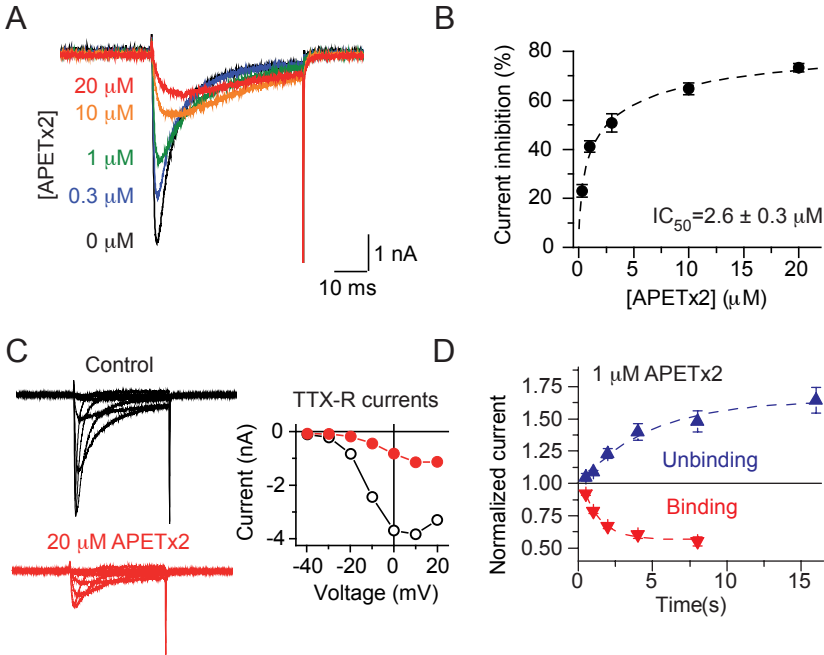 A
[APETx2]
20 μM
10 μM
1 μM
0.3 μM
0 μM
1 nA
10 ms
B
Current inhibition (%)
80
60
40
20
0
IC50=2.6 ± 0.3 μM
0 5 10 15 20
[APETx2] (μM)
C
Control
20 μM APETx2
TTX-R currents
Current (nA)
0
-2
-4
-40 -20 0 20
Voltage (mV)
D
1 μM APETx2
Normalized current
1.75
1.50
1.25
1.00
0.75
0.50
Unbinding
Binding
0 5 10 15
Time(s)